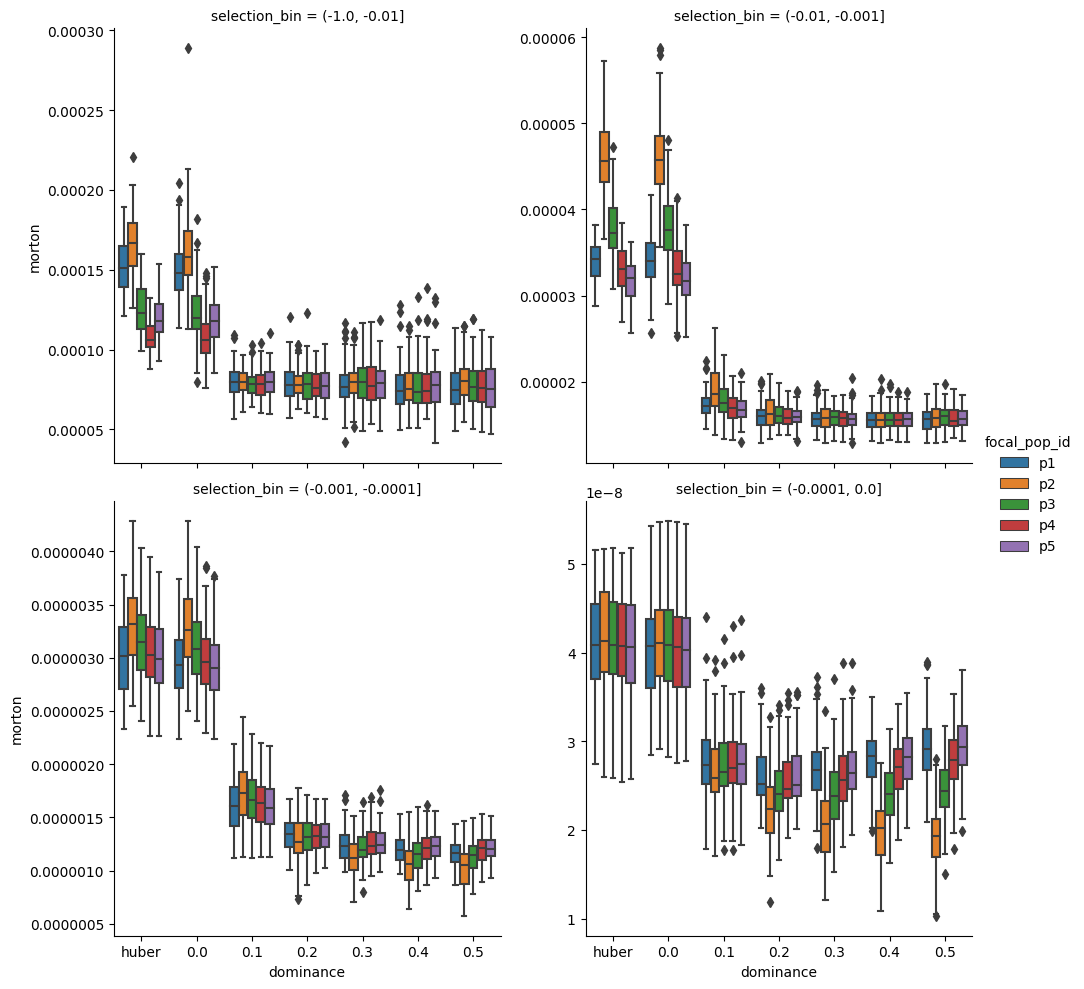 selection_bin = (-1.0, -0.01]
selection_bin = (-0.01, -0.001]
0.00030
0.00025
0.00020
0.00015
0.00010
0.00005
morton
0.00006
0.00005
0.00004
0.00003
0.00002
focal_pop_id
p1
p2
p3
p4
p5
selection_bin = (-0.001, -0.0001]
selection_bin = (-0.0001, 0.0]
0.0000040
0.0000035
0.0000030
0.0000025
0.0000020
0.0000015
0.0000010
0.0000005
morton
1e−8
5
4
3
2
1
huber 0.0 0.1 0.2 0.3 0.4 0.5
dominance
huber 0.0 0.1 0.2 0.3 0.4 0.5
dominance